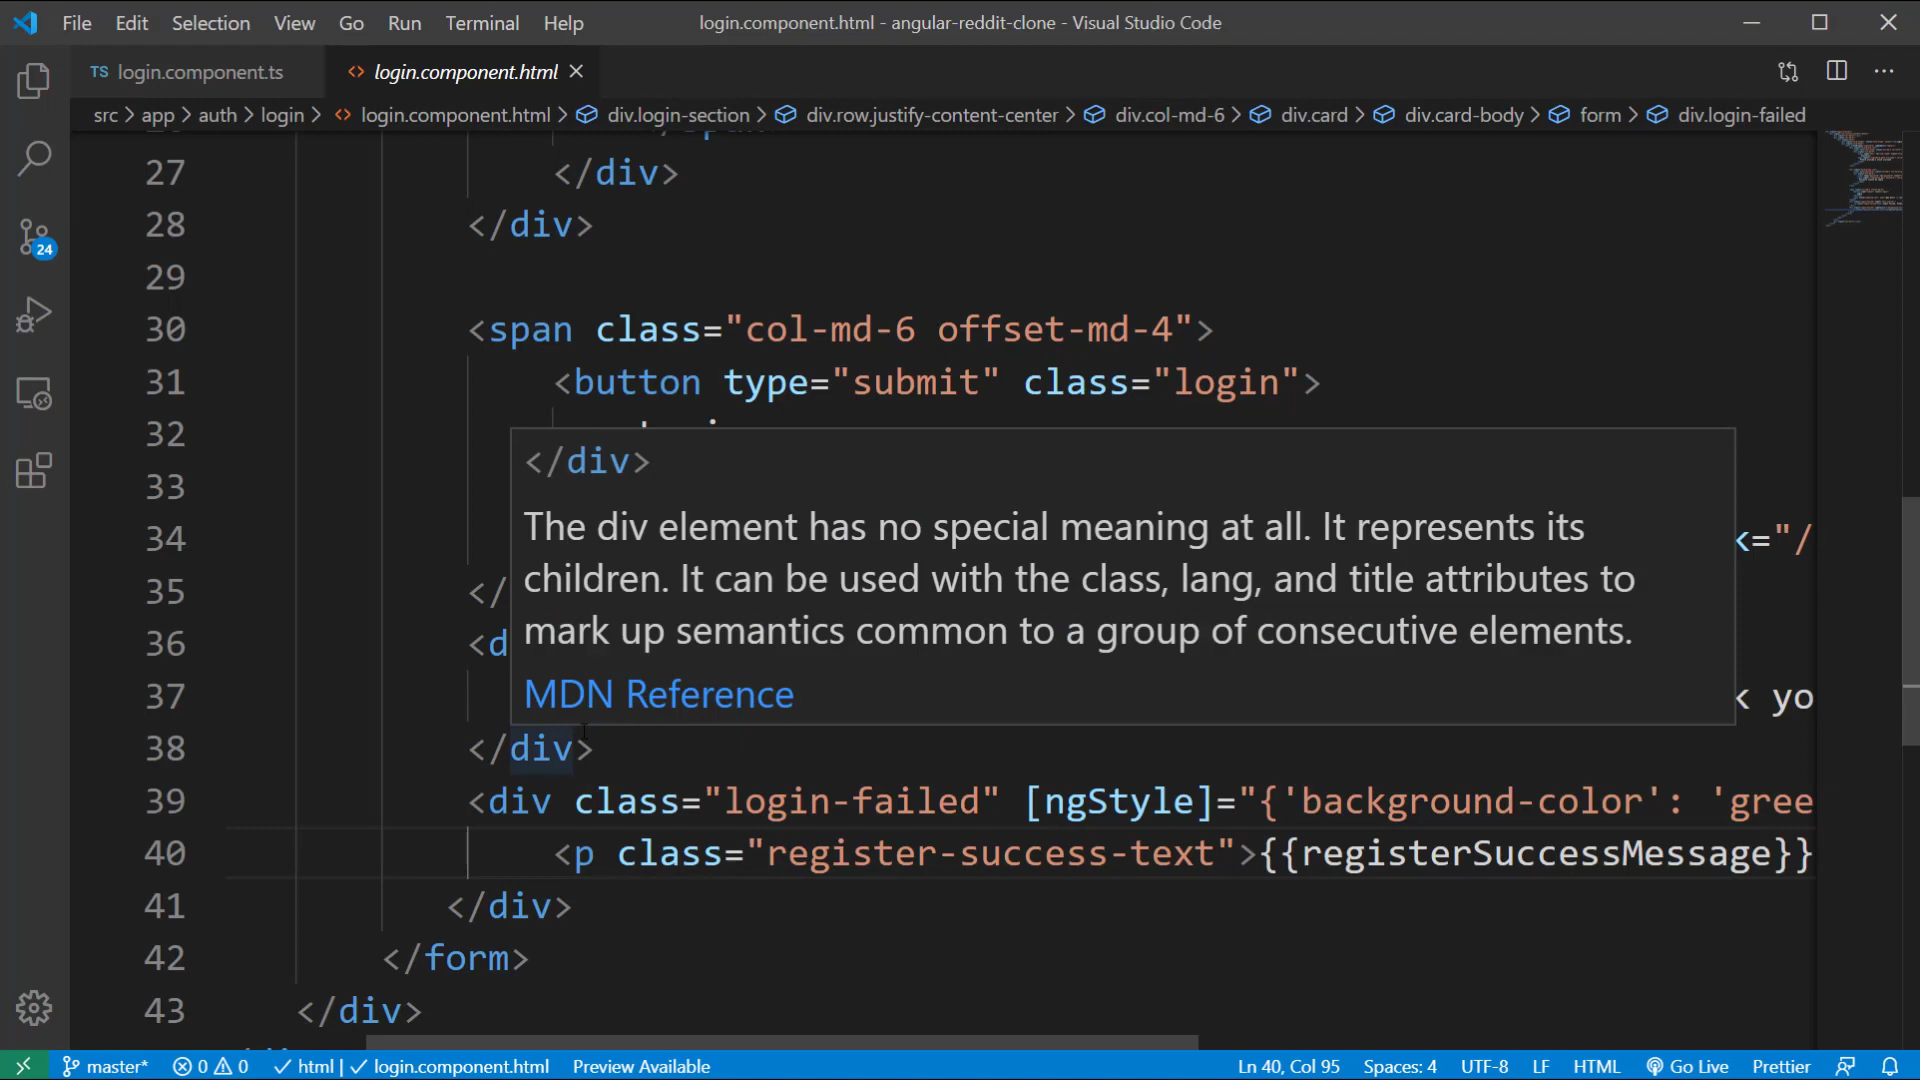 File Edit Selection View Go Run Terminal Help login.component.html - angular-reddit-clone - Visual Studio Code
TS login.component.ts <> login.component.html
src > app > auth > login > <> login.component.html > div.login-section > div.row.justify-content-center > div.col-md-6 > div.card > div.card-body > form > div.login-failed
27 </div>
28 </div>
29
30 <span class="col-md-6 offset-md-4">
31 <button type="submit" class="login">
32
</div>
33
The div element has no special meaning at all. It represents its
34 k="/
children. It can be used with the class, lang, and title attributes to
35 </
mark up semantics common to a group of consecutive elements.
36 <d
MDN Reference
37 k yo
38 </div>
39 <div class="login-failed" [ngStyle]="{'background-color': 'gree
40 <p class="register-success-text">{{registerSuccessMessage}}
41 </div>
42 </form>
43 </div>
24
master* 0 0 html | login.component.html Preview Available Ln 40, Col 95 Spaces: 4 UTF-8 LF HTML Go Live Prettier